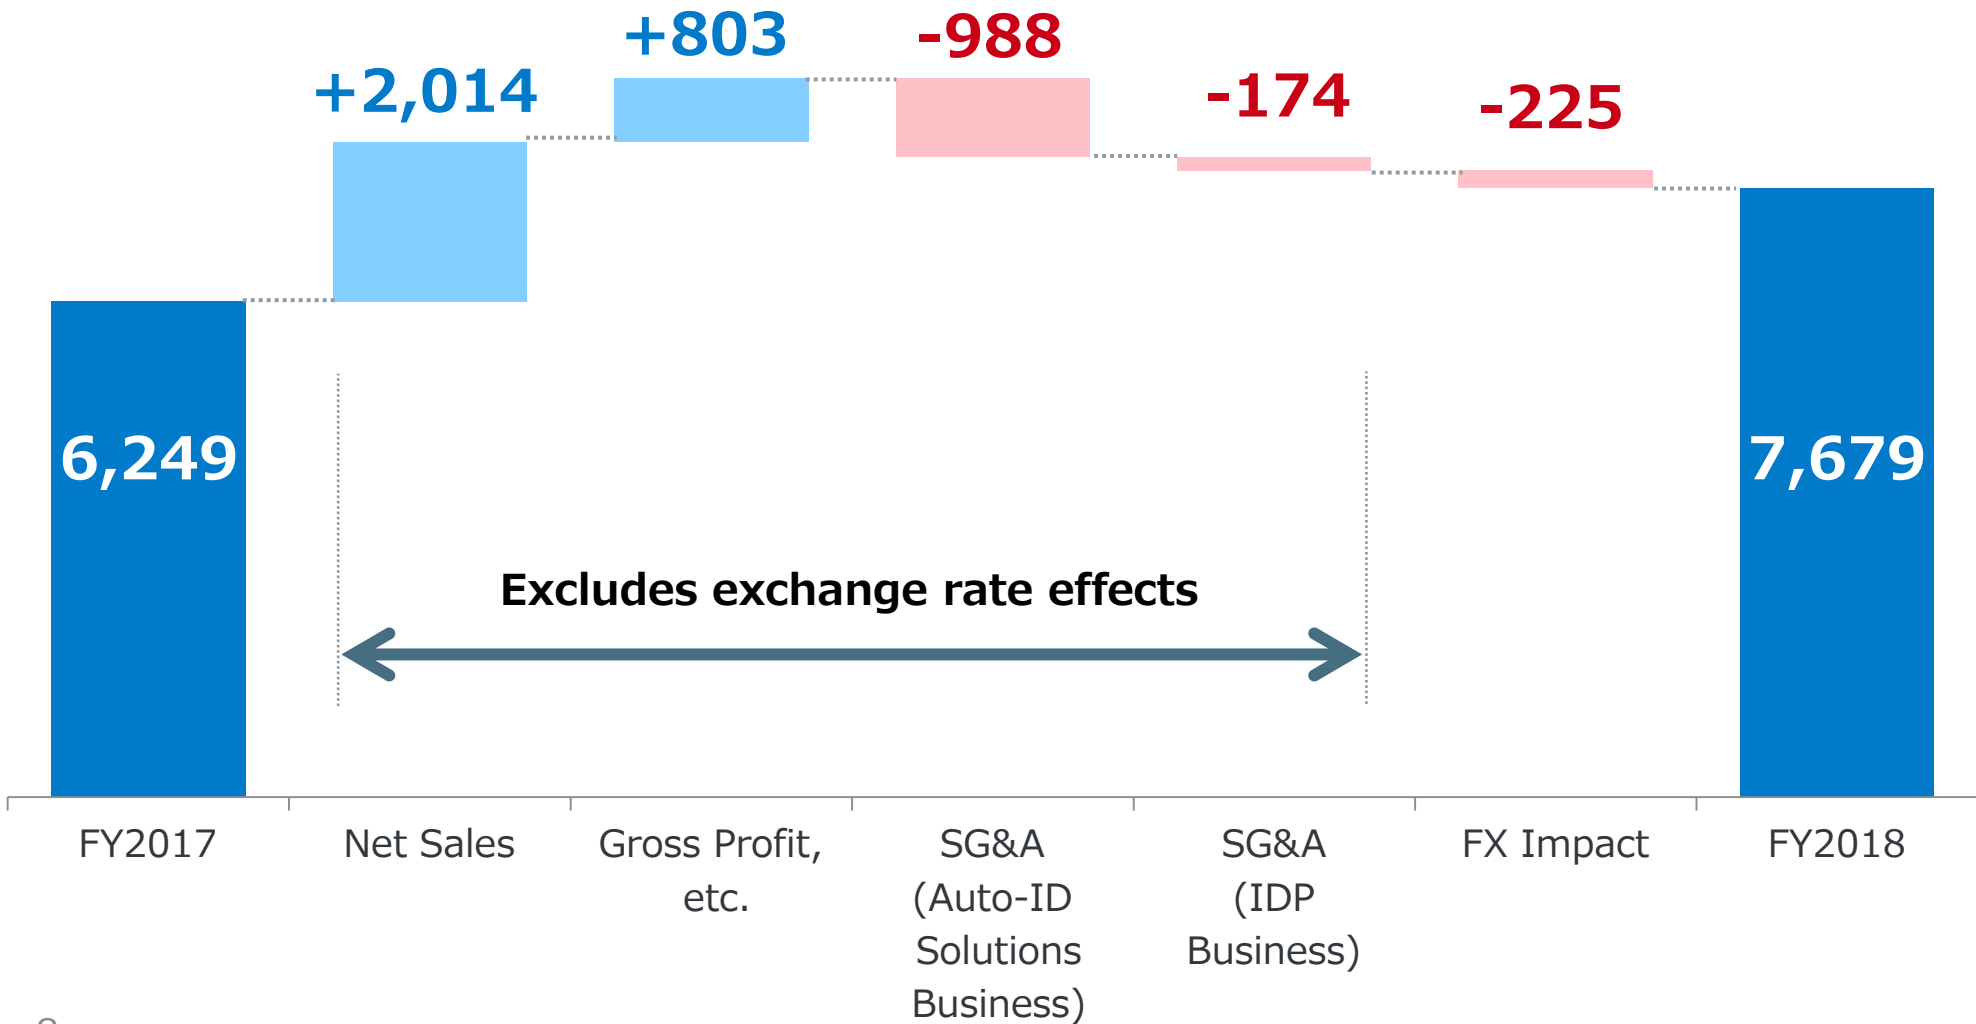 +803
-988
+2,014
-174
-225
6,249
7,679
Excludes exchange rate effects
FY2017
Net Sales
Gross Profit,
etc.
SG&A
(Auto-ID
Solutions
Business)
SG&A
(IDP
Business)
FX Impact
FY2018